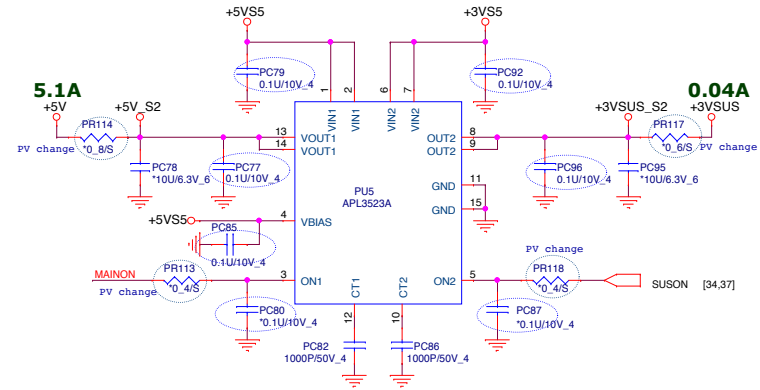 +5VS5
+3VS5
PC79
0.1U/10V_4
PC92
0.1U/10V_4
5.1A
+5V
+5V_S2
0.04A
+3VSUS_S2
+3VSUS
1
2
6
7
VIN1
VIN1
VIN2
VIN2
PR114
*0_8/S
PV change
PR117
*0_6/S
PV change
13
14
VOUT1
VOUT1
OUT2
OUT2
8
9
PC78
*10U/6.3V_6
PC77
0.1U/10V_4
PC96
0.1U/10V_4
PC95
*10U/6.3V_6
PU5
APL3523A
GND
11
GND
15
+5VS5
4
VBIAS
PC85
0.1U/10V_4
MAINON
PV change
PR113
*0_4/S
3
ON1
CT1
CT2
ON2
5
PV change
PR118
*0_4/S
SUSON
[34,37]
PC80
*0.1U/10V_4
PC87
*0.1U/10V_4
12
10
PC82
1000P/50V_4
PC86
1000P/50V_4